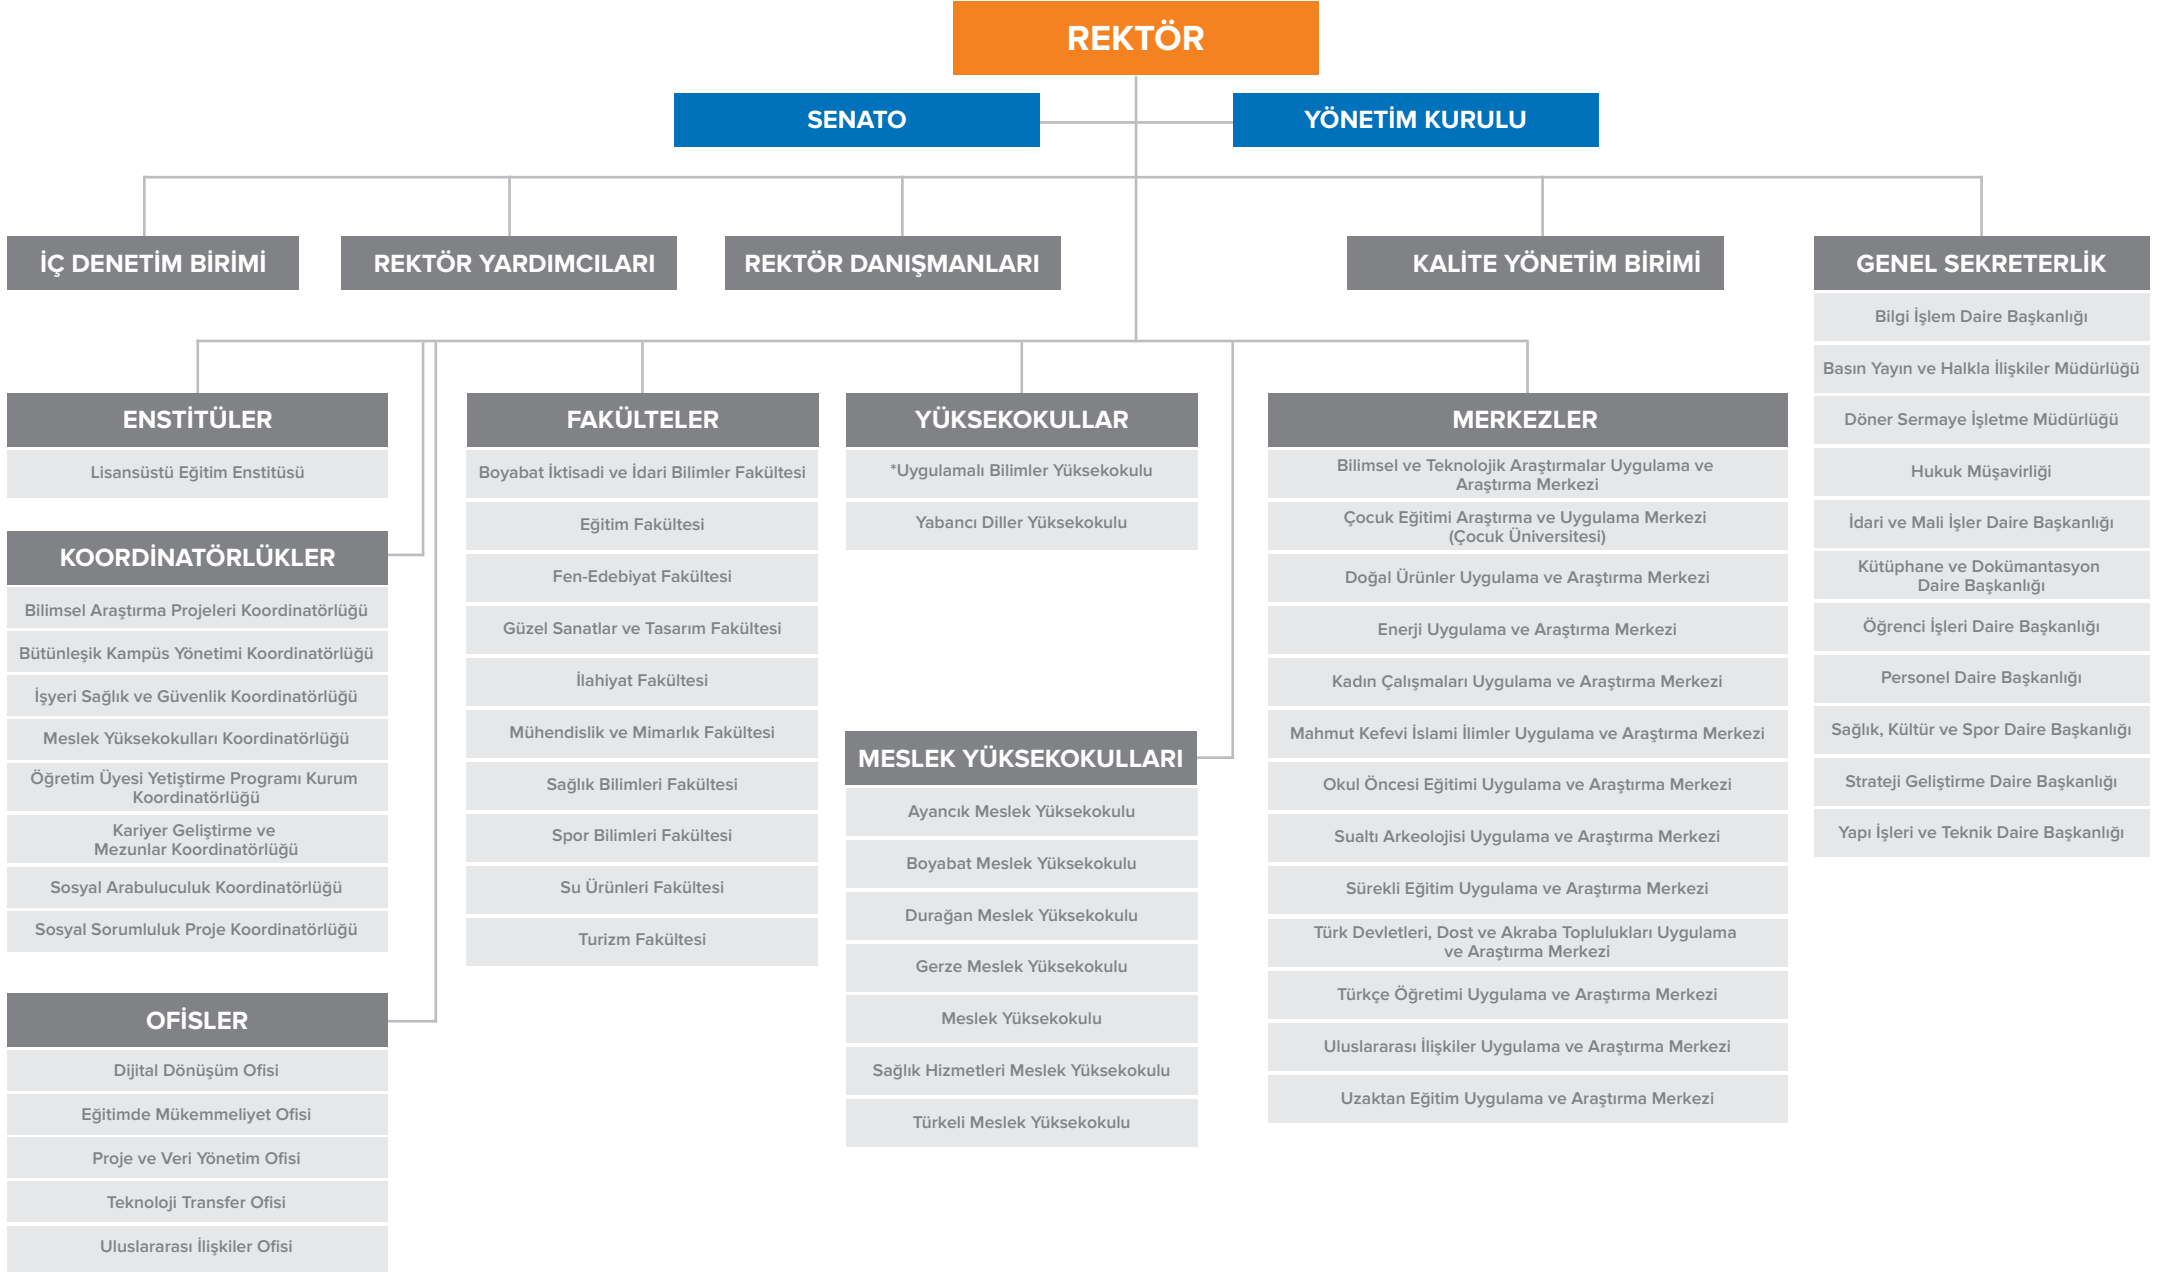 REKTÖR
SENATO
YÖNETİM KURULU
İÇ DENETİM BİRİMİ
REKTÖR YARDIMCILARI
REKTÖR DANIŞMANLARI
KALİTE YÖNETİM BİRİMİ
GENEL SEKRETERLİK
Bilgi İşlem Daire Başkanlığı
Basın Yayın ve Halkla İlişkiler Müdürlüğü
Döner Sermaye İşletme Müdürlüğü
Hukuk Müşavirliği
İdari ve Mali İşler Daire Başkanlığı
Kütüphane ve Dokümantasyon
Daire Başkanlığı
Öğrenci İşleri Daire Başkanlığı
Personel Daire Başkanlığı
Sağlık, Kültür ve Spor Daire Başkanlığı
Strateji Geliştirme Daire Başkanlığı
Yapı İşleri ve Teknik Daire Başkanlığı
ENSTİTÜLER
Lisansüstü Eğitim Enstitüsü
KOORDİNATÖRLÜKLER
Bilimsel Araştırma Projeleri Koordinatörlüğü
Bütünleşik Kampüs Yönetimi Koordinatörlüğü
İşyeri Sağlık ve Güvenlik Koordinatörlüğü
Meslek Yüksekokulları Koordinatörlüğü
Öğretim Üyesi Yetiştirme Programı Kurum
Koordinatörlüğü
Kariyer Geliştirme ve
Mezunlar Koordinatörlüğü
Sosyal Arabuluculuk Koordinatörlüğü
Sosyal Sorumluluk Proje Koordinatörlüğü
OFİSLER
Dijital Dönüşüm Ofisi
Eğitimde Mükemmeliyet Ofisi
Proje ve Veri Yönetim Ofisi
Teknoloji Transfer Ofisi
Uluslararası İlişkiler Ofisi
FAKÜLTELER
Boyabat İktisadi ve İdari Bilimler Fakültesi
Eğitim Fakültesi
Fen-Edebiyat Fakültesi
Güzel Sanatlar ve Tasarım Fakültesi
İlahiyat Fakültesi
Mühendislik ve Mimarlık Fakültesi
Sağlık Bilimleri Fakültesi
Spor Bilimleri Fakültesi
Su Ürünleri Fakültesi
Turizm Fakültesi
YÜKSEKOKULLAR
*Uygulamalı Bilimler Yüksekokulu
Yabancı Diller Yüksekokulu
MESLEK YÜKSEKOKULLARI
Ayancık Meslek Yüksekokulu
Boyabat Meslek Yüksekokulu
Durağan Meslek Yüksekokulu
Gerze Meslek Yüksekokulu
Meslek Yüksekokulu
Sağlık Hizmetleri Meslek Yüksekokulu
Türkeli Meslek Yüksekokulu
MERKEZLER
Bilimsel ve Teknolojik Araştırmalar Uygulama ve
Araştırma Merkezi
Çocuk Eğitimi Araştırma ve Uygulama Merkezi
(Çocuk Üniversitesi)
Doğal Ürünler Uygulama ve Araştırma Merkezi
Enerji Uygulama ve Araştırma Merkezi
Kadın Çalışmaları Uygulama ve Araştırma Merkezi
Mahmut Kefevi İslami İlimler Uygulama ve Araştırma Merkezi
Okul Öncesi Eğitimi Uygulama ve Araştırma Merkezi
Sualtı Arkeolojisi Uygulama ve Araştırma Merkezi
Sürekli Eğitim Uygulama ve Araştırma Merkezi
Türk Devletleri, Dost ve Akraba Toplulukları Uygulama
ve Araştırma Merkezi
Türkçe Öğretimi Uygulama ve Araştırma Merkezi
Uluslararası İlişkiler Uygulama ve Araştırma Merkezi
Uzaktan Eğitim Uygulama ve Araştırma Merkezi